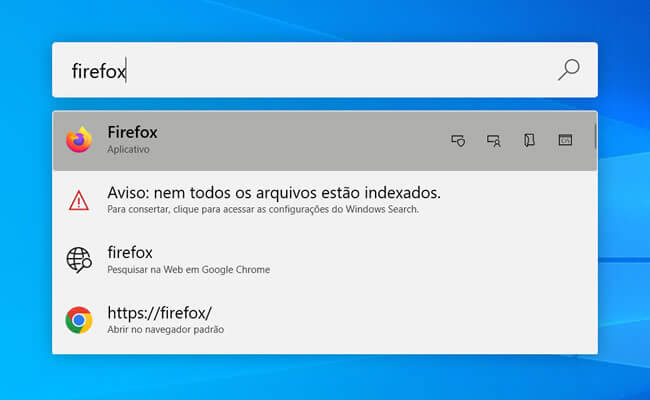 firefox
Firefox
Aplicativo
Aviso: nem todos os arquivos estão indexados.
Para consertar, clique para acessar as configurações do Windows Search.
firefox
Pesquisar na Web em Google Chrome
https://firefox/
Abrir no navegador padrão